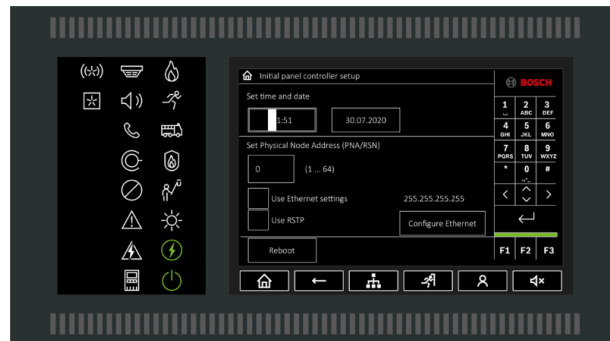 Initial panel controller setup
BOSCH
Set time and date
1:51 30.07.2020
Set Physical Node Address (PNA/RSN)
0 (1 ... 64)
Use Ethernet settings 255.255.255.255
Use RSTP Configure Ethernet
Reboot
1 2 3
ABC DEF
4 5 6
GHI JKL MNO
7 8 9
PQRS TUV WXYZ
* 0 #
F1 F2 F3